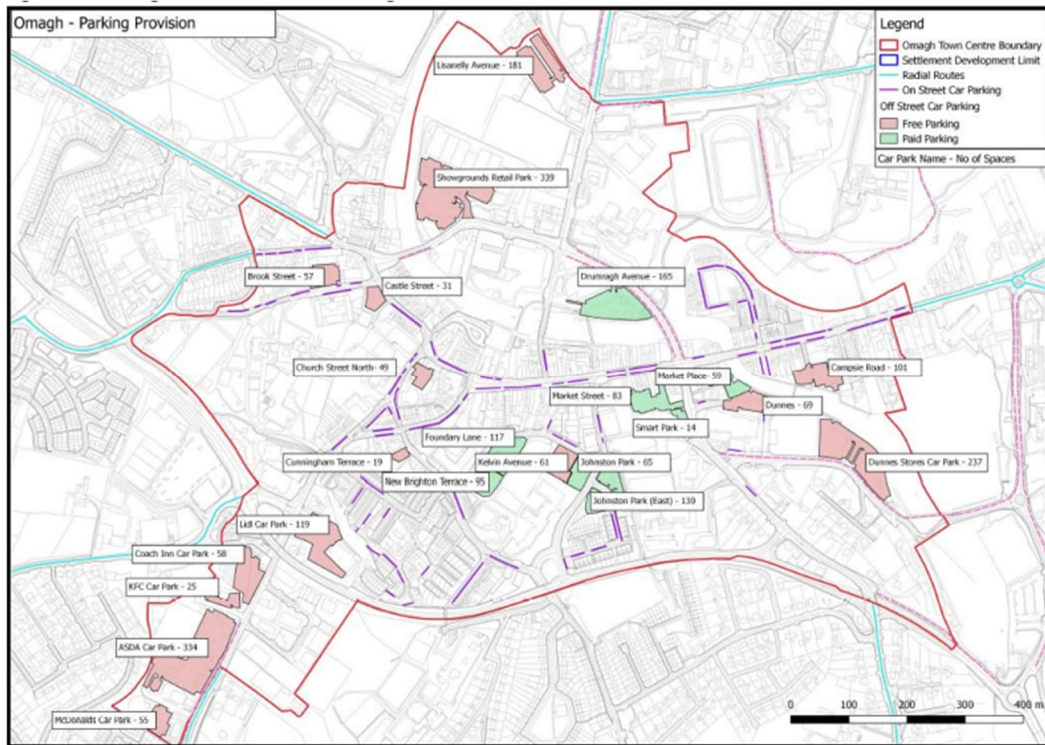 Omagh - Parking Provision
Legend
Omagh Town Centre Boundary
Settlement Development Limit
Radial Routes
On Street Car Parking
Off Street Car Parking
Free Parking
Paid Parking
Car Park Name - No of Spaces
Lisanelly Avenue - 181
Showgrounds Retail Park - 339
Brook Street - 57
Castle Street - 31
Drumragh Avenue - 165
Church Street North- 49
Market Place- 59
Campsie Road - 101
Market Street - 83
Dunnes - 69
Smart Park - 14
Foundary Lane - 117
Cunningham Terrace - 19
Kelvin Avenue - 61
Johnston Park - 65
Dunnes Stores Car Park - 237
New Brighton Terrace - 95
Johnston Park (East) - 130
Lidl Car Park - 119
Coach Inn Car Park - 58
KFC Car Park - 25
ASDA Car Park - 334
McDonalds Car Park - 55
0 100 200 300 400 m